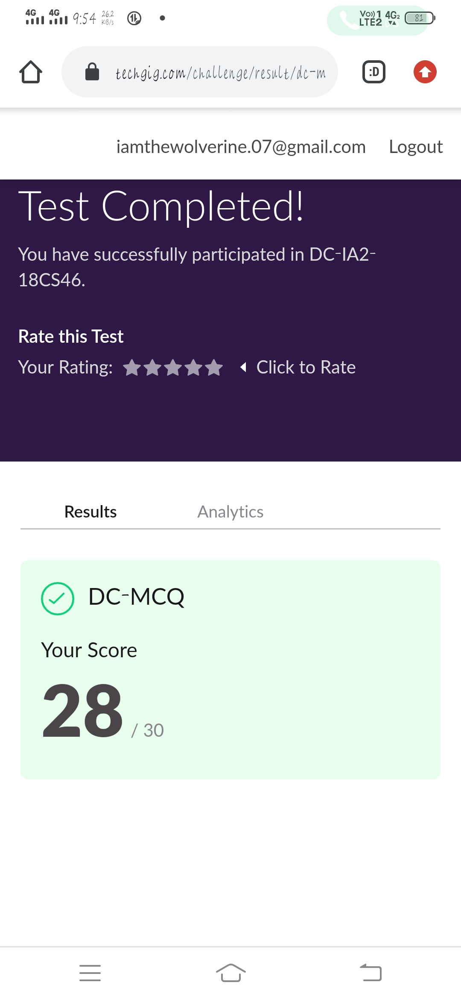 4G 4G 9:54 26.2 KB/s Vo)) 1 LTE2 4G2 81
techgig.com/challenge/result/dc-m :D
iamthewolverine.07@gmail.com Logout
Test Completed!
You have successfully participated in DC-IA2-
18CS46.
Rate this Test
Your Rating: Click to Rate
Results Analytics
DC-MCQ
Your Score
28 / 30